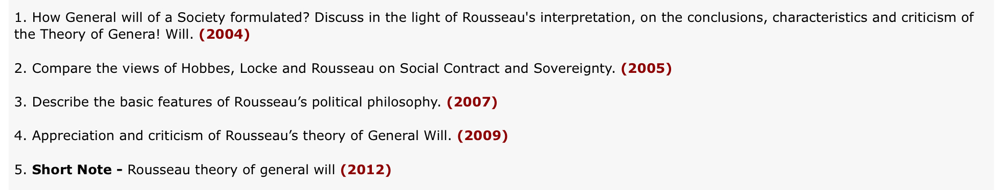 1. How General will of a Society formulated? Discuss in the light of Rousseau's interpretation, on the conclusions, characteristics and criticism of
the Theory of Genera! Will. (2004)
2. Compare the views of Hobbes, Locke and Rousseau on Social Contract and Sovereignty. (2005)
3. Describe the basic features of Rousseau’s political philosophy. (2007)
4. Appreciation and criticism of Rousseau’s theory of General Will. (2009)
5. Short Note - Rousseau theory of general will (2012)